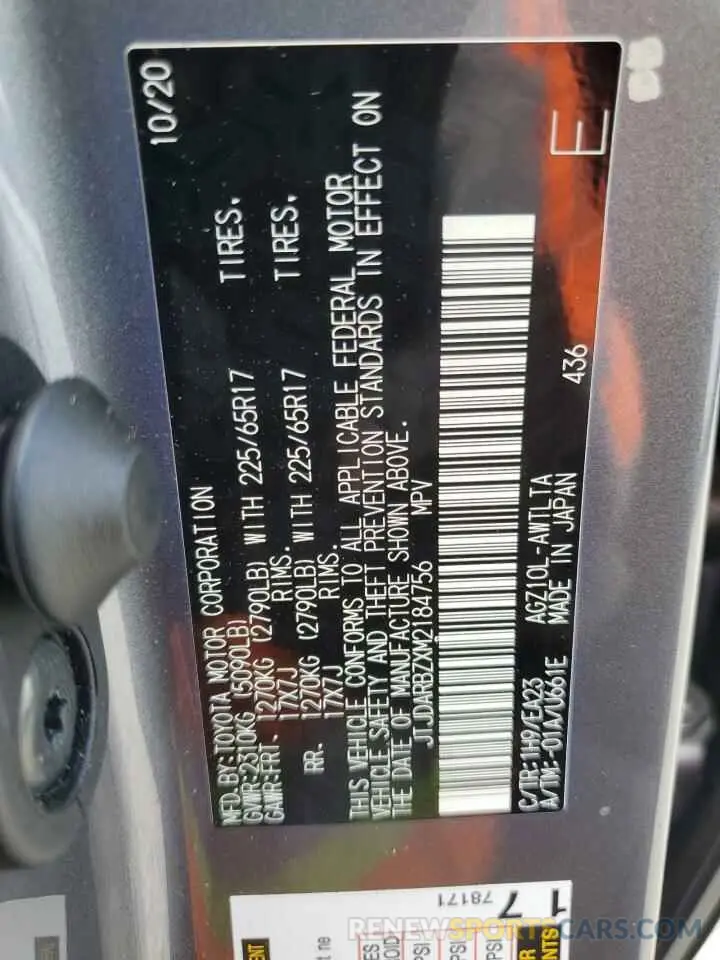 MFD.BY:TOYOTA MOTOR CORPORATION 10/20
GVWR:2310KG (5090LB)
GAWR:FRT- 1270KG (2790LB) WITH 225/65R17 TIRES.
17X7J RIMS.
RR. 1270KG (2790LB) WITH 225/65R17 TIRES.
17X7J RIMS.
THIS VEHICLE CONFORMS TO ALL APPLICABLE FEDERAL MOTOR
VEHICLE SAFETY AND THEFT PREVENTION STANDARDS IN EFFECT ON
THE DATE OF MANUFACTURE SHOWN ABOVE.
JTJDARBZXM2184756 MPV
C/TR:1H9/EA23 AGZ10L-AWTLTA 436
A/TM:-01A/U661E MADE IN JAPAN E
17
78171
RENEWSPORTSCARS.COM